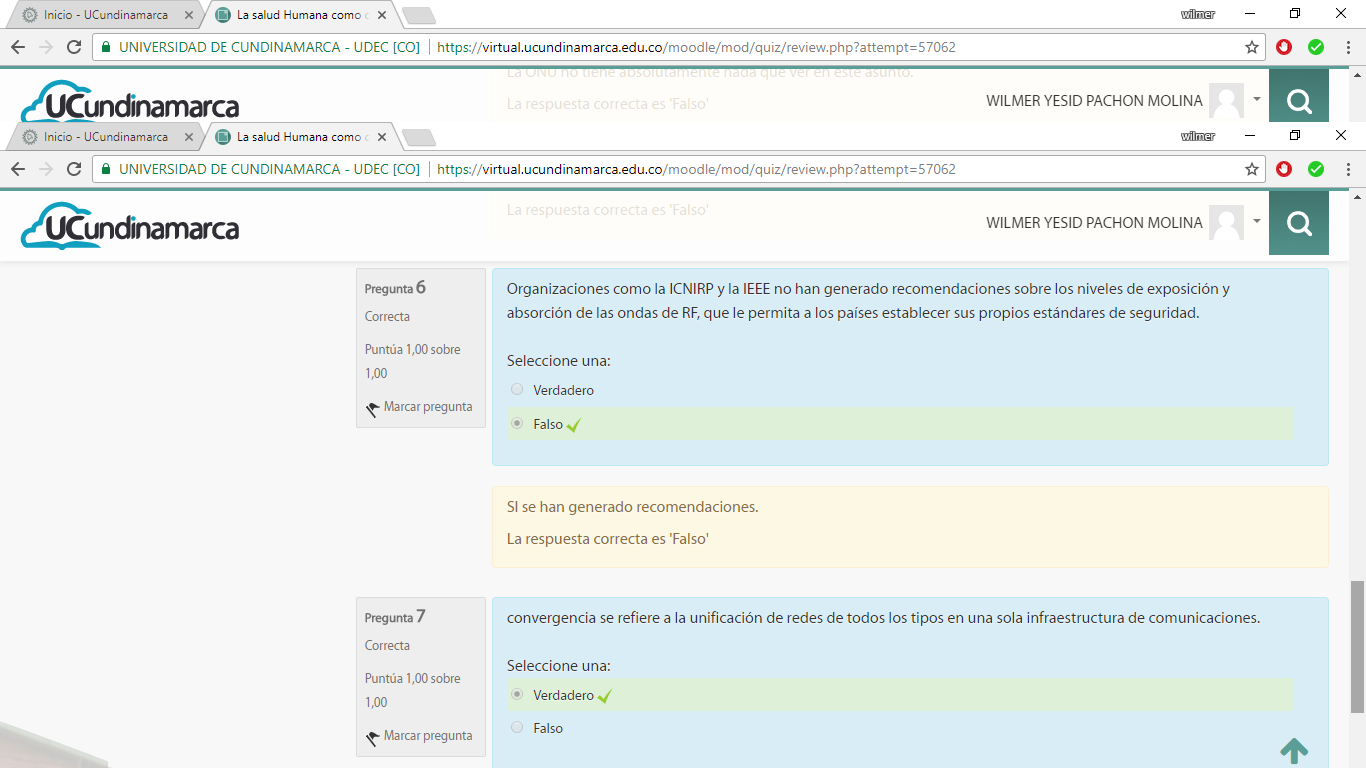 Inicio - UCundinamarca
La salud Humana como
wilmer
UNIVERSIDAD DE CUNDINAMARCA - UDEC [CO]
https://virtual.ucundinamarca.edu.co/moodle/mod/quiz/review.php?attempt=57062
La ONU no tiene absolutamente nada que ver en este asunto.
UCundinamarca
La respuesta correcta es 'Falso'
WILMER YESID PACHON MOLINA
Inicio - UCundinamarca
La salud Humana como
wilmer
UNIVERSIDAD DE CUNDINAMARCA - UDEC [CO]
https://virtual.ucundinamarca.edu.co/moodle/mod/quiz/review.php?attempt=57062
UCundinamarca
La respuesta correcta es 'Falso'
WILMER YESID PACHON MOLINA
Pregunta 6
Correcta
Puntúa 1,00 sobre
1,00
Marcar pregunta
Organizaciones como la ICNIRP y la IEEE no han generado recomendaciones sobre los niveles de exposición y
absorción de las ondas de RF, que le permita a los países establecer sus propios estándares de seguridad.
Seleccione una:
Verdadero
Falso
SI se han generado recomendaciones.
La respuesta correcta es 'Falso'
Pregunta 7
Correcta
Puntúa 1,00 sobre
1,00
Marcar pregunta
convergencia se refiere a la unificación de redes de todos los tipos en una sola infraestructura de comunicaciones.
Seleccione una:
Verdadero
Falso